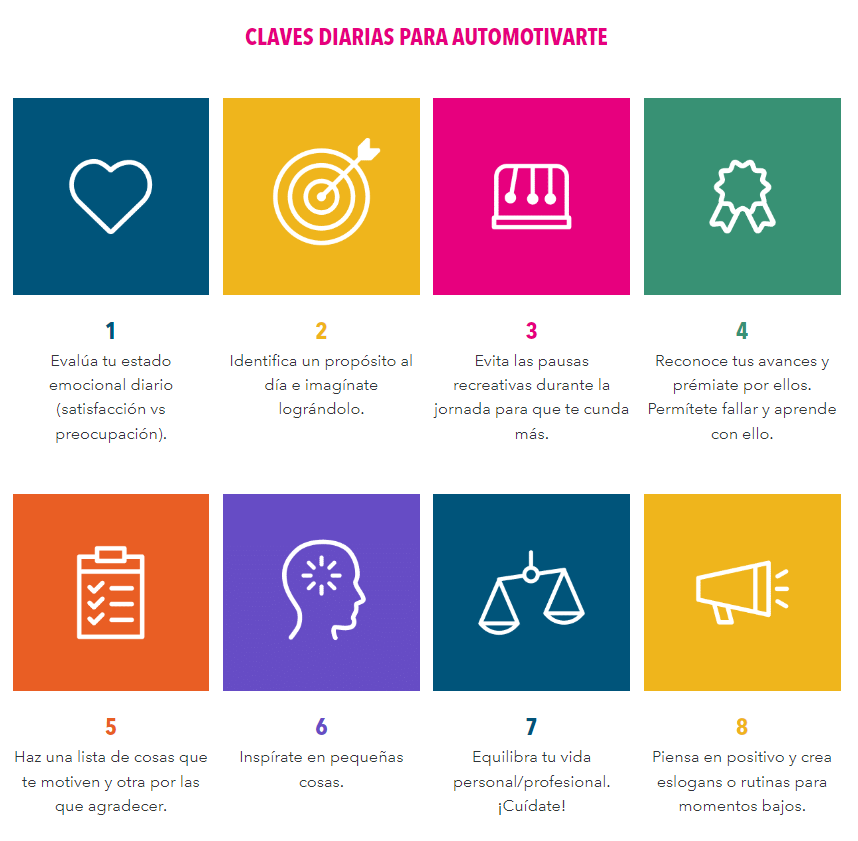 CLAVES DIARIAS PARA AUTOMOTIVARTE
1
Evalúa tu estado
emocional diario
(satisfacción vs
preocupación).
2
Identifica un propósito al
día e imagínate
lográndolo.
3
Evita las pausas
recreativas durante la
jornada para que te cunda
más.
4
Reconoce tus avances y
prémiate por ellos.
Permítete fallar y aprende
con ello.
5
Haz una lista de cosas que
te motiven y otra por las
que agradecer.
6
Inspírate en pequeñas
cosas.
7
Equilibra tu vida
personal/profesional.
¡Cuídate!
8
Piensa en positivo y crea
eslogans o rutinas para
momentos bajos.